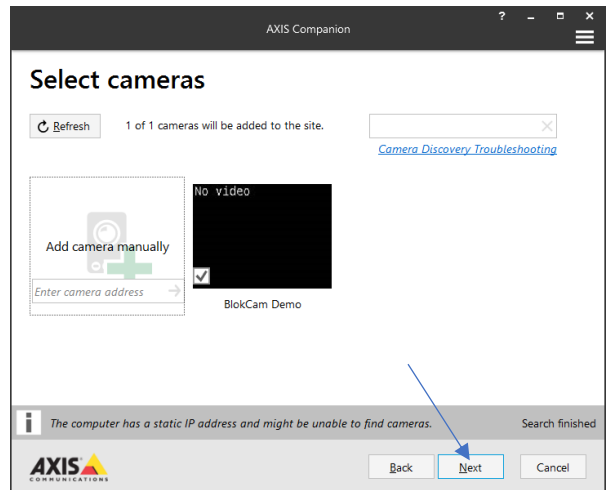 AXIS Companion
?
Select cameras
Refresh
1 of 1 cameras will be added to the site.
Camera Discovery Troubleshooting
Add camera manually
Enter camera address
No video
BlokCam Demo
i
The computer has a static IP address and might be unable to find cameras.
Search finished
AXIS
COMMUNICATIONS
Back
Next
Cancel